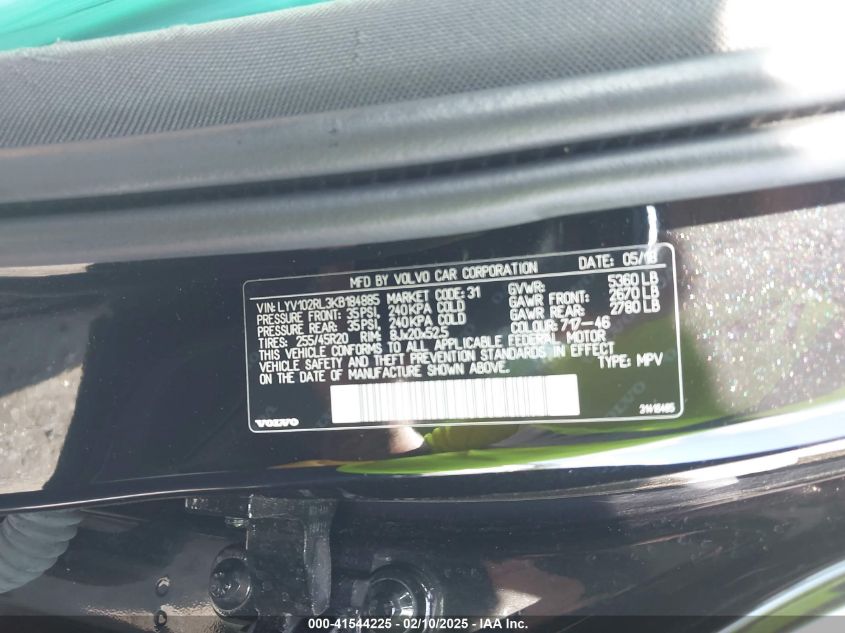 MFD BY VOLVO CAR CORPORATION DATE: 05/18
VIN: LYV102RL3KB184885 MARKET CODE: 31 GVWR: 5360 LB
PRESSURE FRONT: 35PSI, 240KPA COLD GAWR FRONT: 2670 LB
PRESSURE REAR: 35PSI, 240KPA COLD GAWR REAR: 2780 LB
TIRES: 255/45R20 RIM: 8Jx20x52.5 COLOUR: 717-46
THIS VEHICLE CONFORMS TO ALL APPLICABLE FEDERAL MOTOR
VEHICLE SAFETY AND THEFT PREVENTION STANDARDS IN EFFECT
ON THE DATE OF MANUFACTURE SHOWN ABOVE. TYPE: MPV
VOLVO 31415485
000-41544225 - 02/10/2025 - IAA, Inc.